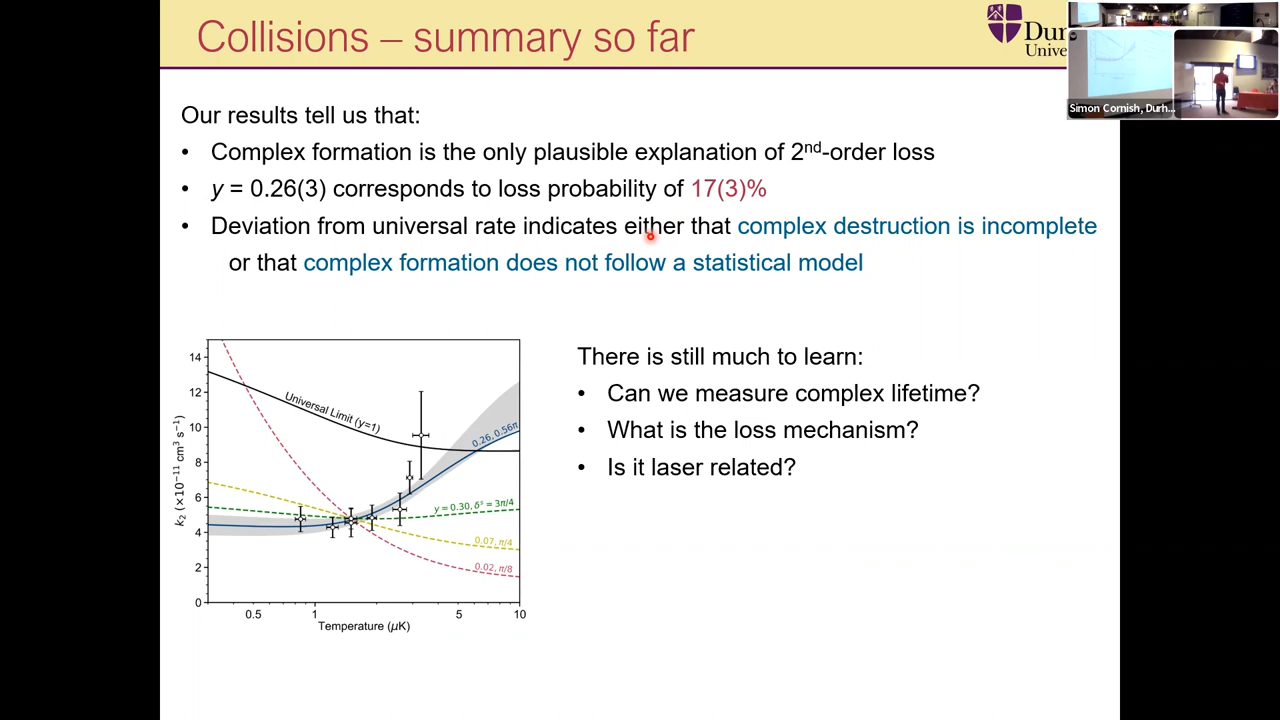 Collisions – summary so far
Dur
Unive
Simon Cornish, Durh...
Our results tell us that:
• Complex formation is the only plausible explanation of 2nd-order loss
• y = 0.26(3) corresponds to loss probability of 17(3)%
• Deviation from universal rate indicates either that complex destruction is incomplete
or that complex formation does not follow a statistical model
14
12
10
8
6
4
2
0
k₂ (×10⁻¹¹ cm³ s⁻¹)
Universal Limit (y=1)
0.26, 0.56π
y = 0.30, δˢ = 3π/4
0.07, π/4
0.02, π/8
0.5 1 5 10
Temperature (μK)
There is still much to learn:
• Can we measure complex lifetime?
• What is the loss mechanism?
• Is it laser related?